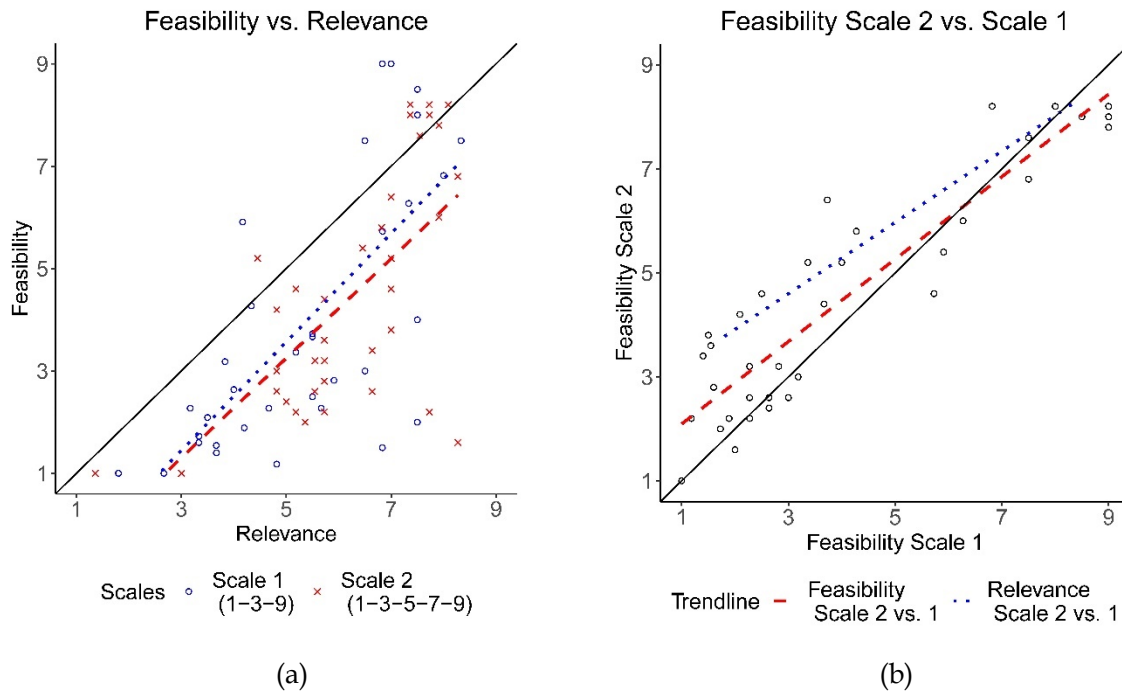 Feasibility vs. Relevance
9
7
5
3
1
Feasibility
1 3 5 7 9
Relevance
Scales Scale 1 Scale 2
(1−3−9) (1−3−5−7−9)
(a)
Feasibility Scale 2 vs. Scale 1
9
7
5
3
1
Feasibility Scale 2
1 3 5 7 9
Feasibility Scale 1
Trendline Feasibility Relevance
Scale 2 vs. 1 Scale 2 vs. 1
(b)